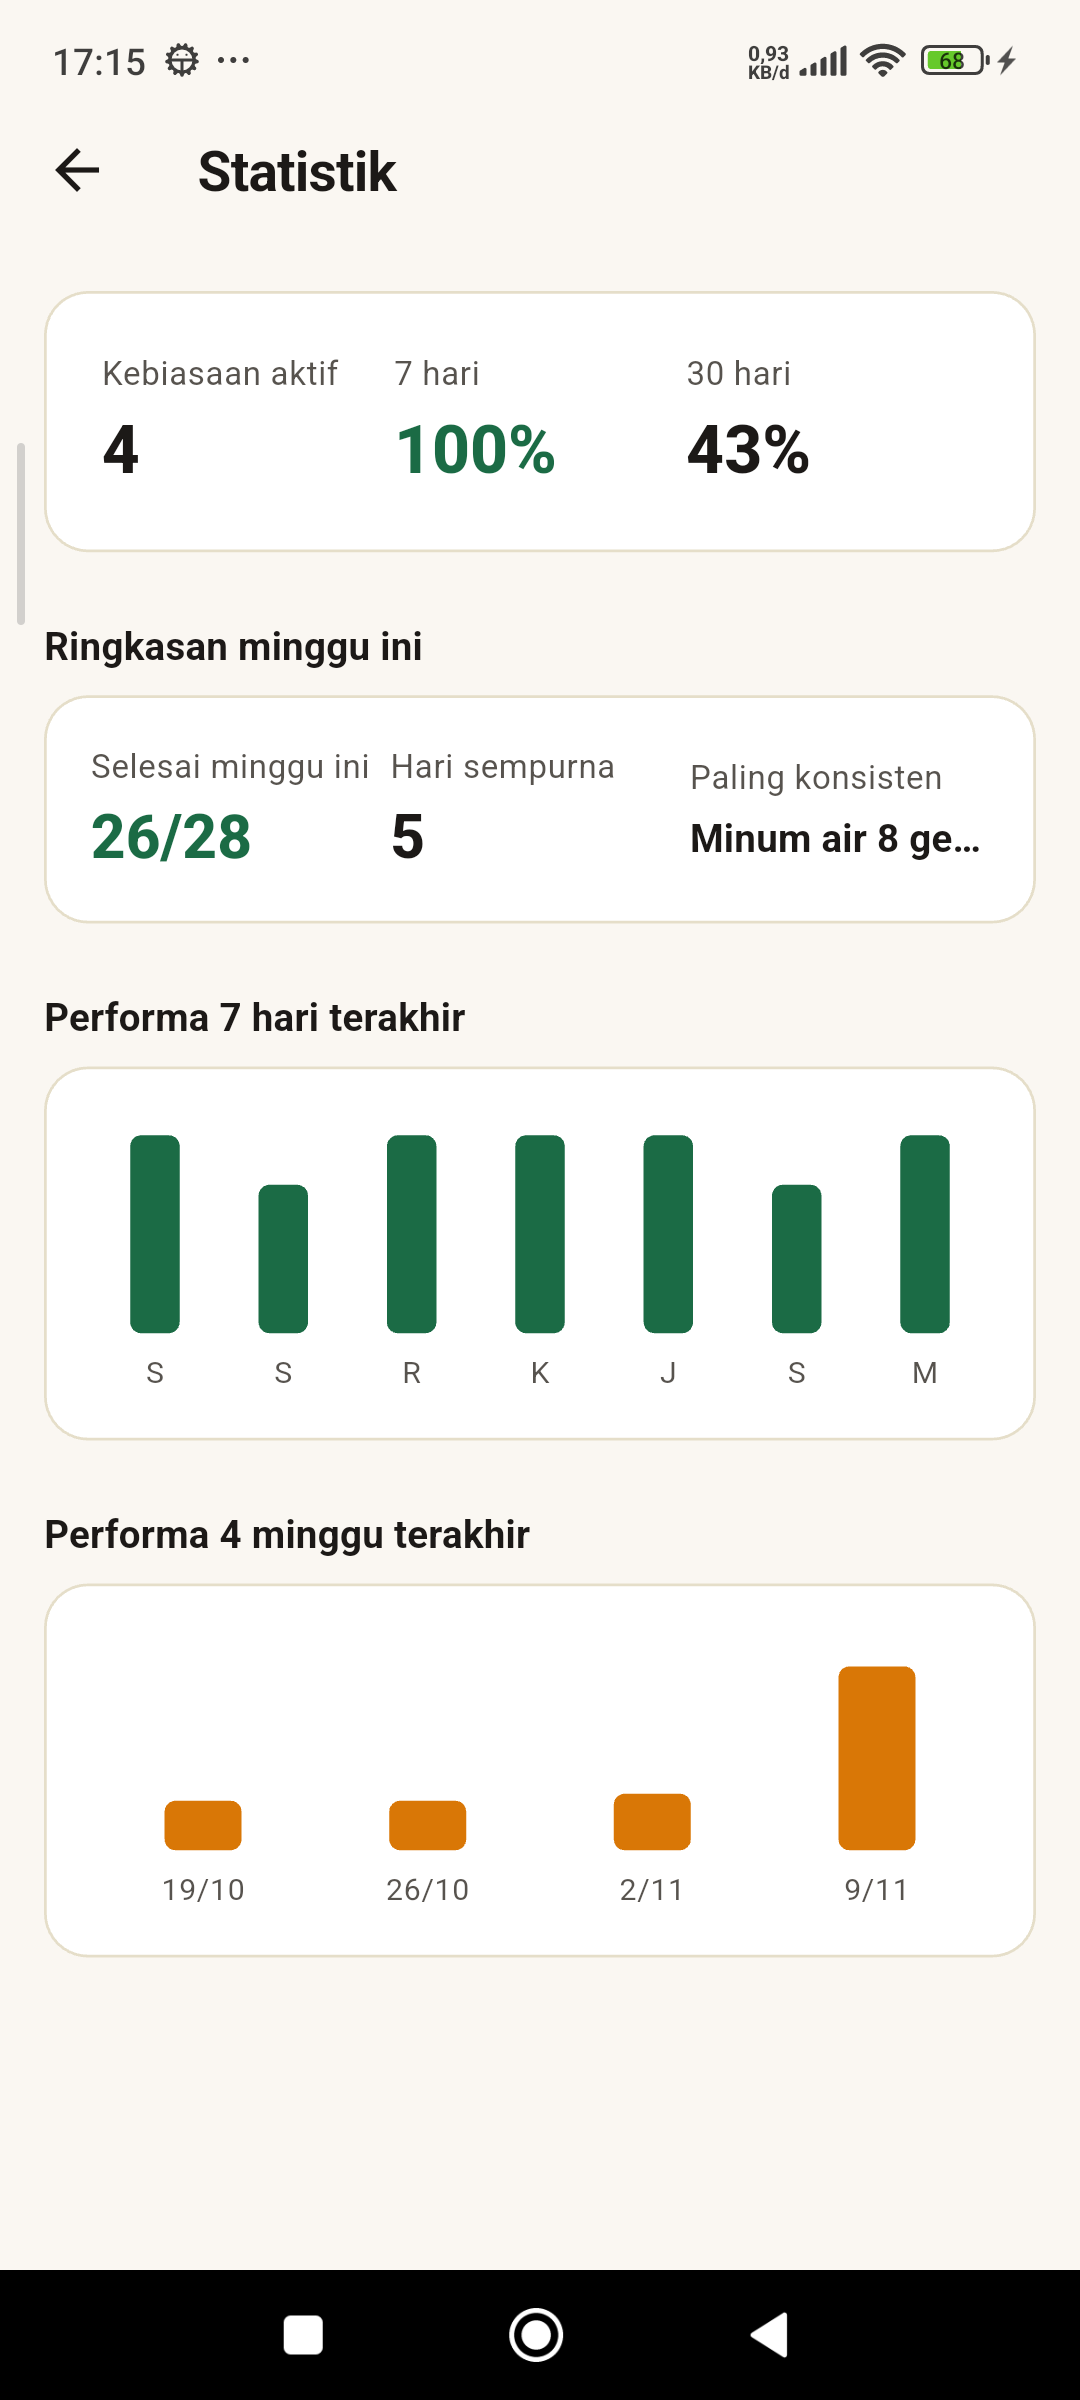 17:15
0,93
KB/d
68
Statistik
Kebiasaan aktif
4
7 hari
100%
30 hari
43%
Ringkasan minggu ini
Selesai minggu ini
26/28
Hari sempurna
5
Paling konsisten
Minum air 8 ge...
Performa 7 hari terakhir
S S R K J S M
Performa 4 minggu terakhir
19/10 26/10 2/11 9/11